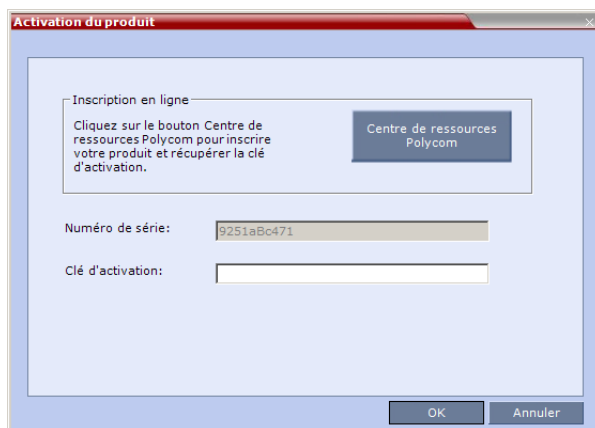 Activation du produit
Inscription en ligne
Cliquez sur le bouton Centre de
ressources Polycom pour inscrire
votre produit et récupérer la clé
d'activation.
Centre de ressources
Polycom
Numéro de série:
9251aBc471
Clé d'activation:
OK
Annuler